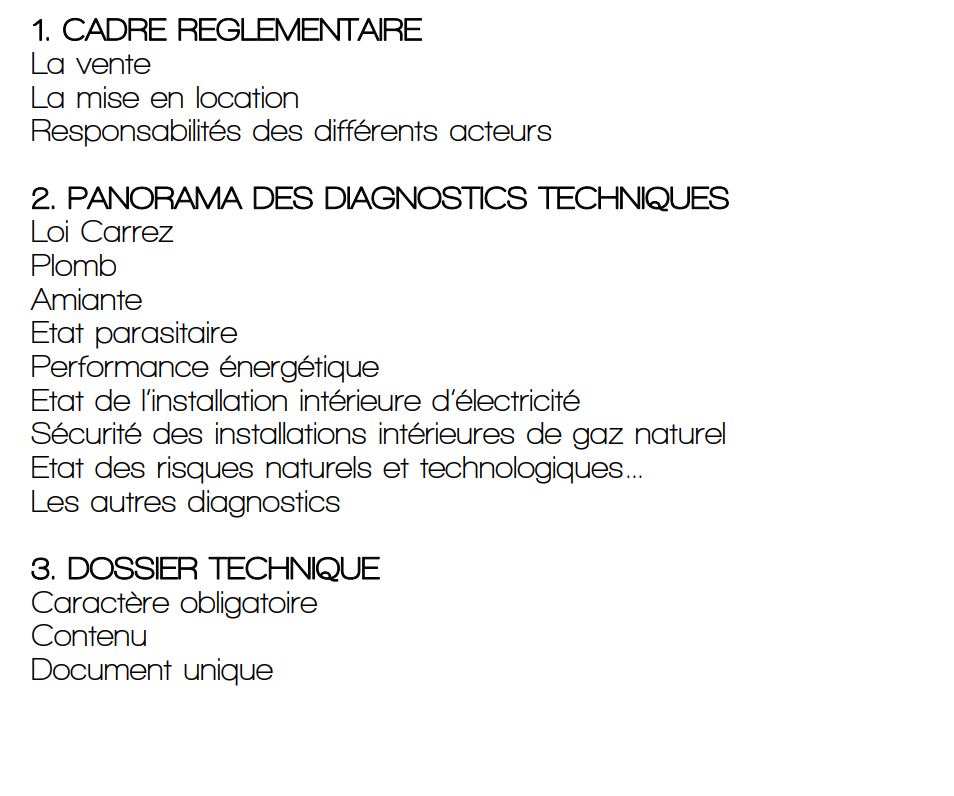 1. CADRE REGLEMENTAIRE
La vente
La mise en location
Responsabilités des différents acteurs
2. PANORAMA DES DIAGNOSTICS TECHNIQUES
Loi Carrez
Plomb
Amiante
Etat parasitaire
Performance énergétique
Etat de l'installation intérieure d'électricité
Sécurité des installations intérieures de gaz naturel
Etat des risques naturels et technologiques...
Les autres diagnostics
3. DOSSIER TECHNIQUE
Caractère obligatoire
Contenu
Document unique